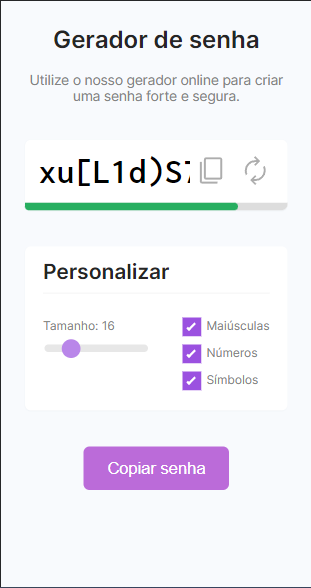 Gerador de senha
Utilize o nosso gerador online para criar
uma senha forte e segura.
xu[L1d)S7
Personalizar
Tamanho: 16
Maiúsculas
Números
Símbolos
Copiar senha